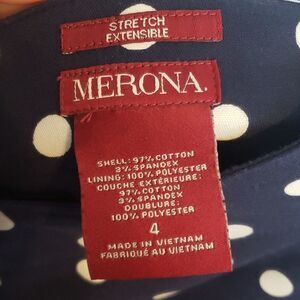 STRETCH
EXTENSIBLE
MERONA.
SHELL: 97% COTTON
3% SPANDEX
LINING: 100% POLYESTER
COUCHE EXTÉRIEURE:
97% COTTON
3% SPANDEX
DOUBLURE:
100% POLYESTER
4
MADE IN VIETNAM
FABRIQUÉ AU VIETNAM